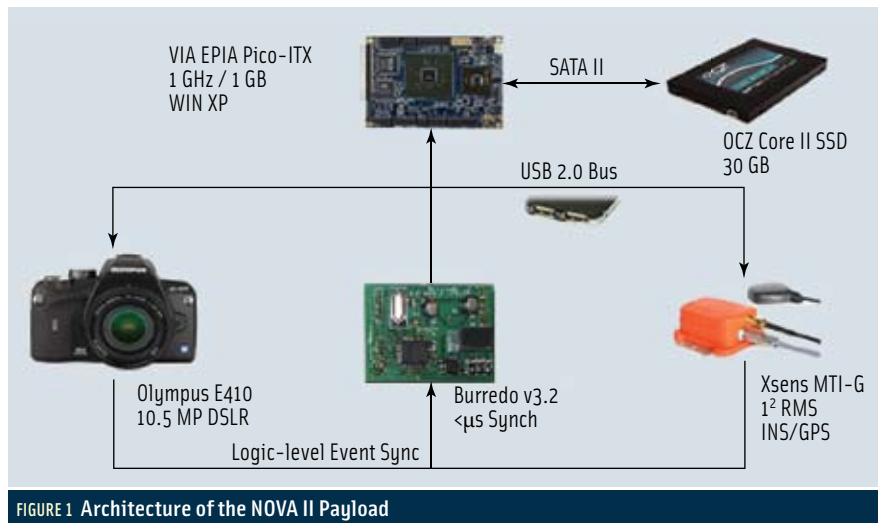 VIA EPIA Pico-ITX
1 GHz / 1 GB
WIN XP
SATA II
OCZ
OCZ Core II SSD
30 GB
USB 2.0 Bus
OLYMPUS
Olympus E410
10.5 MP DSLR
Burredo v3.2
<µs Synch
Xsens MTI-G
1² RMS
INS/GPS
Logic-level Event Sync
FIGURE 1 Architecture of the NOVA II Payload